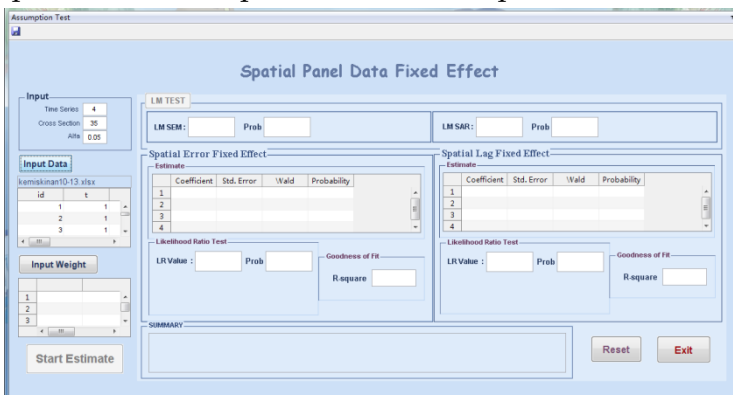 Assumption Test
Spatial Panel Data Fixed Effect
Input
Time Series 4
Cross Section 35
Alfa 0.05
Input Data
kemiskinan10-13.xlsx
id t
1 1
2 1
3 1
Input Weight
1
2
3
Start Estimate
LM TEST
LM SEM : Prob
LM SAR : Prob
Spatial Error Fixed Effect
Estimate
Coefficient Std. Error Wald Probability
1
2
3
4
Likelihood Ratio Test
LR Value : Prob
Goodness of Fit
R-square
Spatial Lag Fixed Effect
Estimate
Coefficient Std. Error Wald Probability
1
2
3
4
Likelihood Ratio Test
LR Value : Prob
Goodness of Fit
R-square
SUMMARY
Reset
Exit